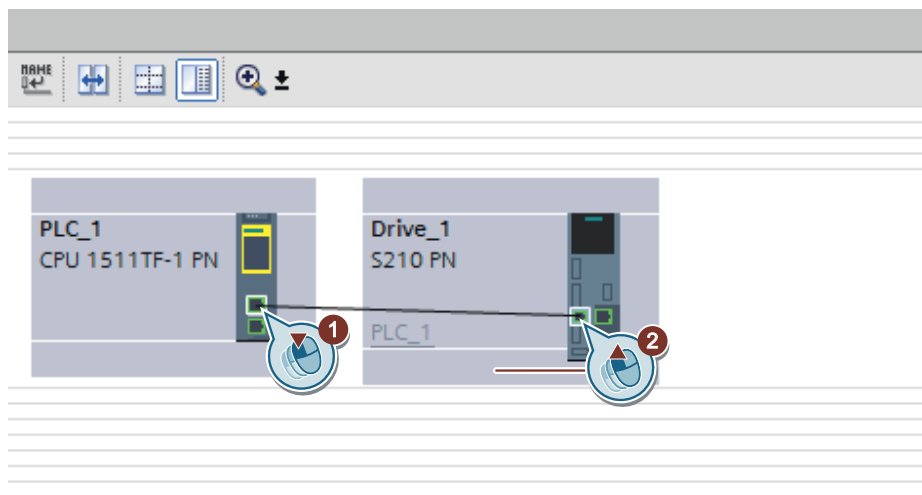 NAME
PLC_1
CPU 1511TF-1 PN
Drive_1
S210 PN
PLC_1
1
2